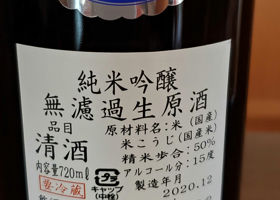 純米吟醸
無濾過生原酒
品目
清酒
原材料名:米(国産)
米こうじ(国産米)
精米歩合:50%
アルコール分:15度
内容量720mℓ
要冷蔵
キャップ
(中栓)
製造年月
2020.12